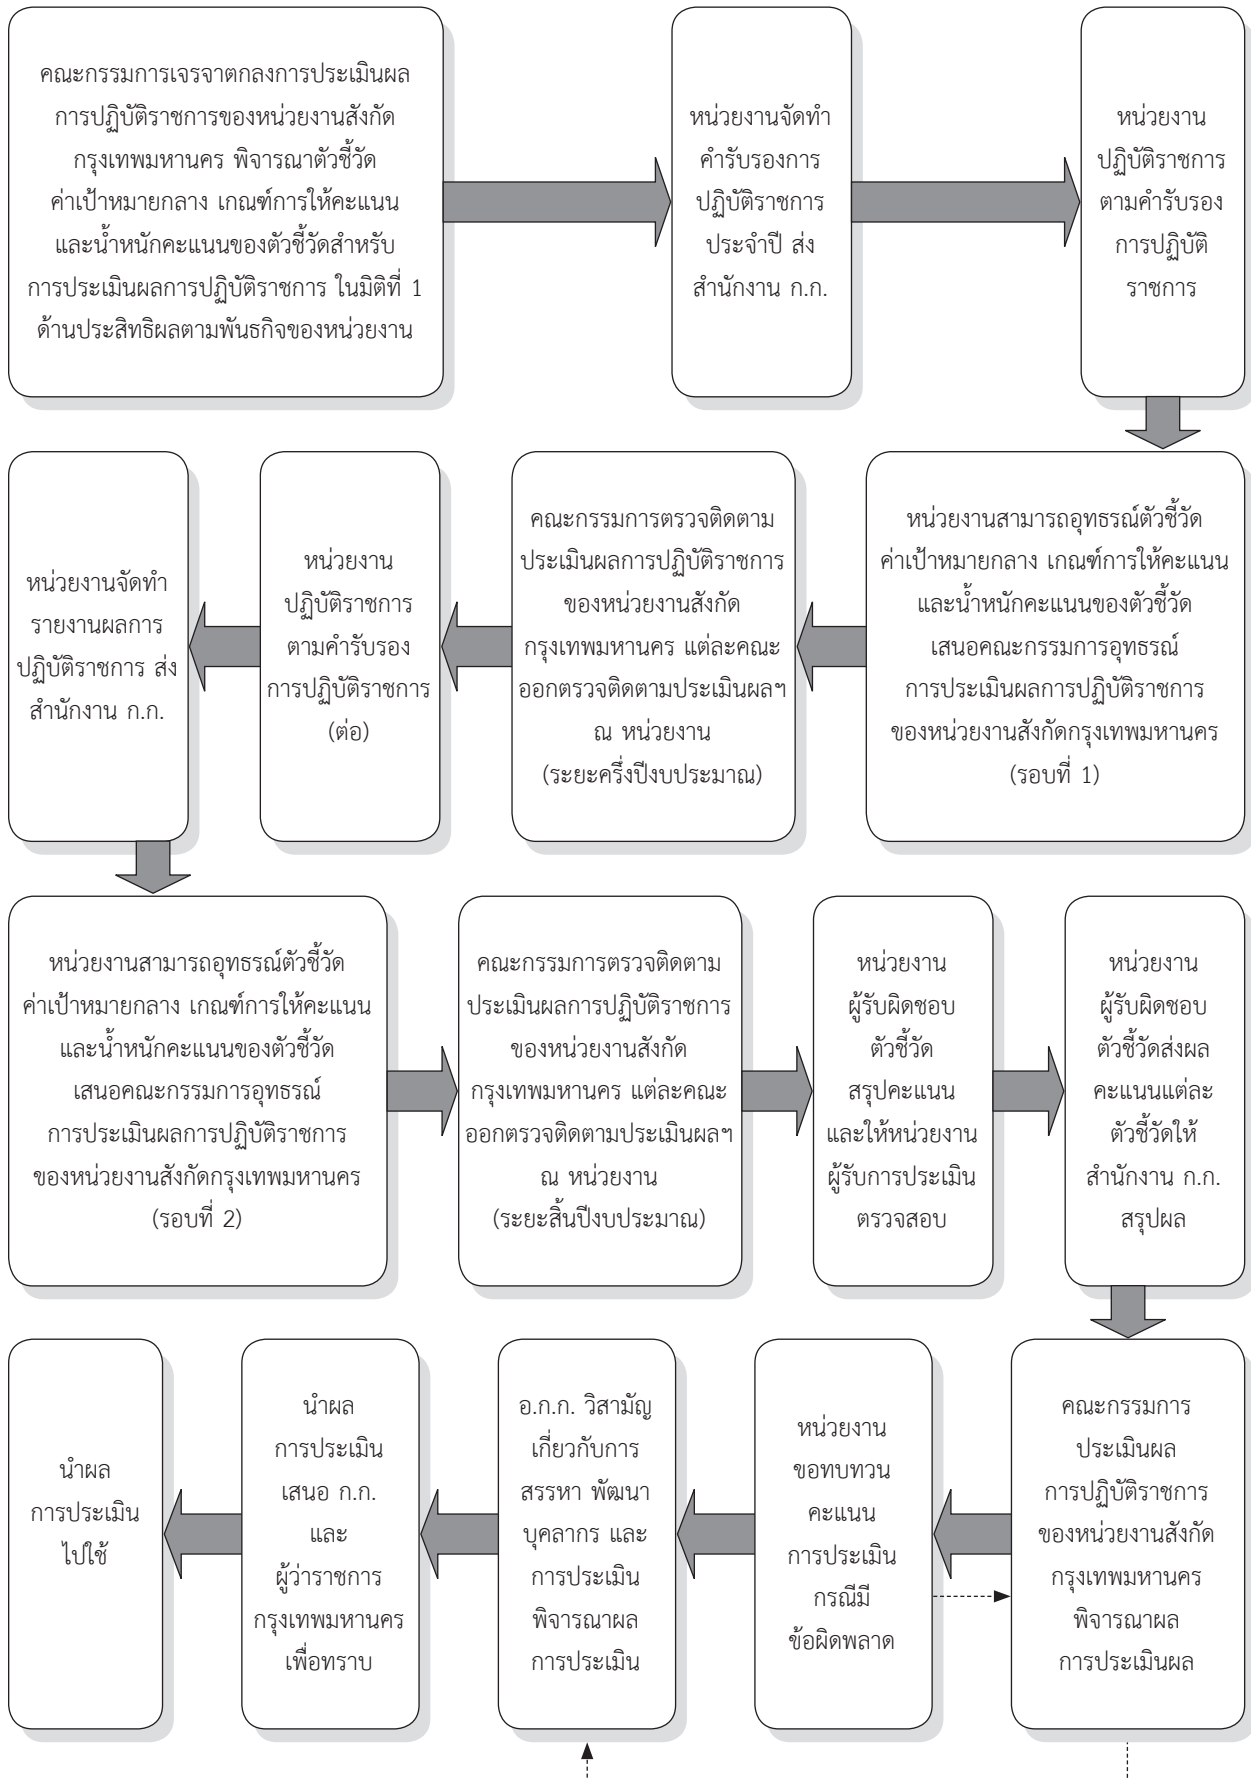 คณะกรรมการเจรจาตกลงการประเมินผล
การปฏิบัติราชการของหน่วยงานสังกัด
กรุงเทพมหานคร พิจารณาตัวชี้วัด
ค่าเป้าหมายกลาง เกณฑ์การให้คะแนน
และน้ำหนักคะแนนของตัวชี้วัดสำหรับ
การประเมินผลการปฏิบัติราชการ ในมิติที่ 1
ด้านประสิทธิผลตามพันธกิจของหน่วยงาน
หน่วยงานจัดทำ
คำรับรองการ
ปฏิบัติราชการ
ประจำปี ส่ง
สำนักงาน ก.ก.
หน่วยงาน
ปฏิบัติราชการ
ตามคำรับรอง
การปฏิบัติ
ราชการ
หน่วยงานสามารถอุทธรณ์ตัวชี้วัด
ค่าเป้าหมายกลาง เกณฑ์การให้คะแนน
และน้ำหนักคะแนนของตัวชี้วัด
เสนอคณะกรรมการอุทธรณ์
การประเมินผลการปฏิบัติราชการ
ของหน่วยงานสังกัดกรุงเทพมหานคร
(รอบที่ 1)
คณะกรรมการตรวจติดตาม
ประเมินผลการปฏิบัติราชการ
ของหน่วยงานสังกัด
กรุงเทพมหานคร แต่ละคณะ
ออกตรวจติดตามประเมินผลฯ
ณ หน่วยงาน
(ระยะครึ่งปีงบประมาณ)
หน่วยงาน
ปฏิบัติราชการ
ตามคำรับรอง
การปฏิบัติราชการ
(ต่อ)
หน่วยงานจัดทำ
รายงานผลการ
ปฏิบัติราชการ ส่ง
สำนักงาน ก.ก.
หน่วยงานสามารถอุทธรณ์ตัวชี้วัด
ค่าเป้าหมายกลาง เกณฑ์การให้คะแนน
และน้ำหนักคะแนนของตัวชี้วัด
เสนอคณะกรรมการอุทธรณ์
การประเมินผลการปฏิบัติราชการ
ของหน่วยงานสังกัดกรุงเทพมหานคร
(รอบที่ 2)
คณะกรรมการตรวจติดตาม
ประเมินผลการปฏิบัติราชการ
ของหน่วยงานสังกัด
กรุงเทพมหานคร แต่ละคณะ
ออกตรวจติดตามประเมินผลฯ
ณ หน่วยงาน
(ระยะสิ้นปีงบประมาณ)
หน่วยงาน
ผู้รับผิดชอบ
ตัวชี้วัด
สรุปคะแนน
และให้หน่วยงาน
ผู้รับการประเมิน
ตรวจสอบ
หน่วยงาน
ผู้รับผิดชอบ
ตัวชี้วัดส่งผล
คะแนนแต่ละ
ตัวชี้วัดให้
สำนักงาน ก.ก.
สรุปผล
คณะกรรมการ
ประเมินผล
การปฏิบัติราชการ
ของหน่วยงานสังกัด
กรุงเทพมหานคร
พิจารณาผล
การประเมินผล
หน่วยงาน
ขอทบทวน
คะแนน
การประเมิน
กรณีมี
ข้อผิดพลาด
อ.ก.ก. วิสามัญ
เกี่ยวกับการ
สรรหา พัฒนา
บุคลากร และ
การประเมิน
พิจารณาผล
การประเมิน
นำผล
การประเมิน
เสนอ ก.ก.
และ
ผู้ว่าราชการ
กรุงเทพมหานคร
เพื่อทราบ
นำผล
การประเมิน
ไปใช้